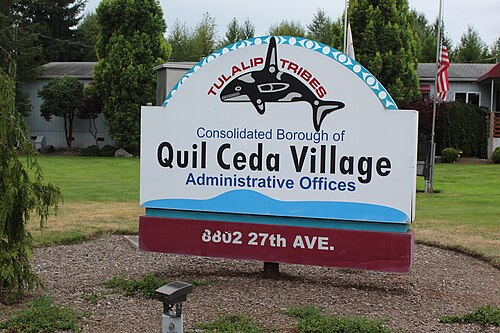 TULALIP TRIBES
Consolidated Borough of
Quil Ceda Village
Administrative Offices
8802 27th AVE.